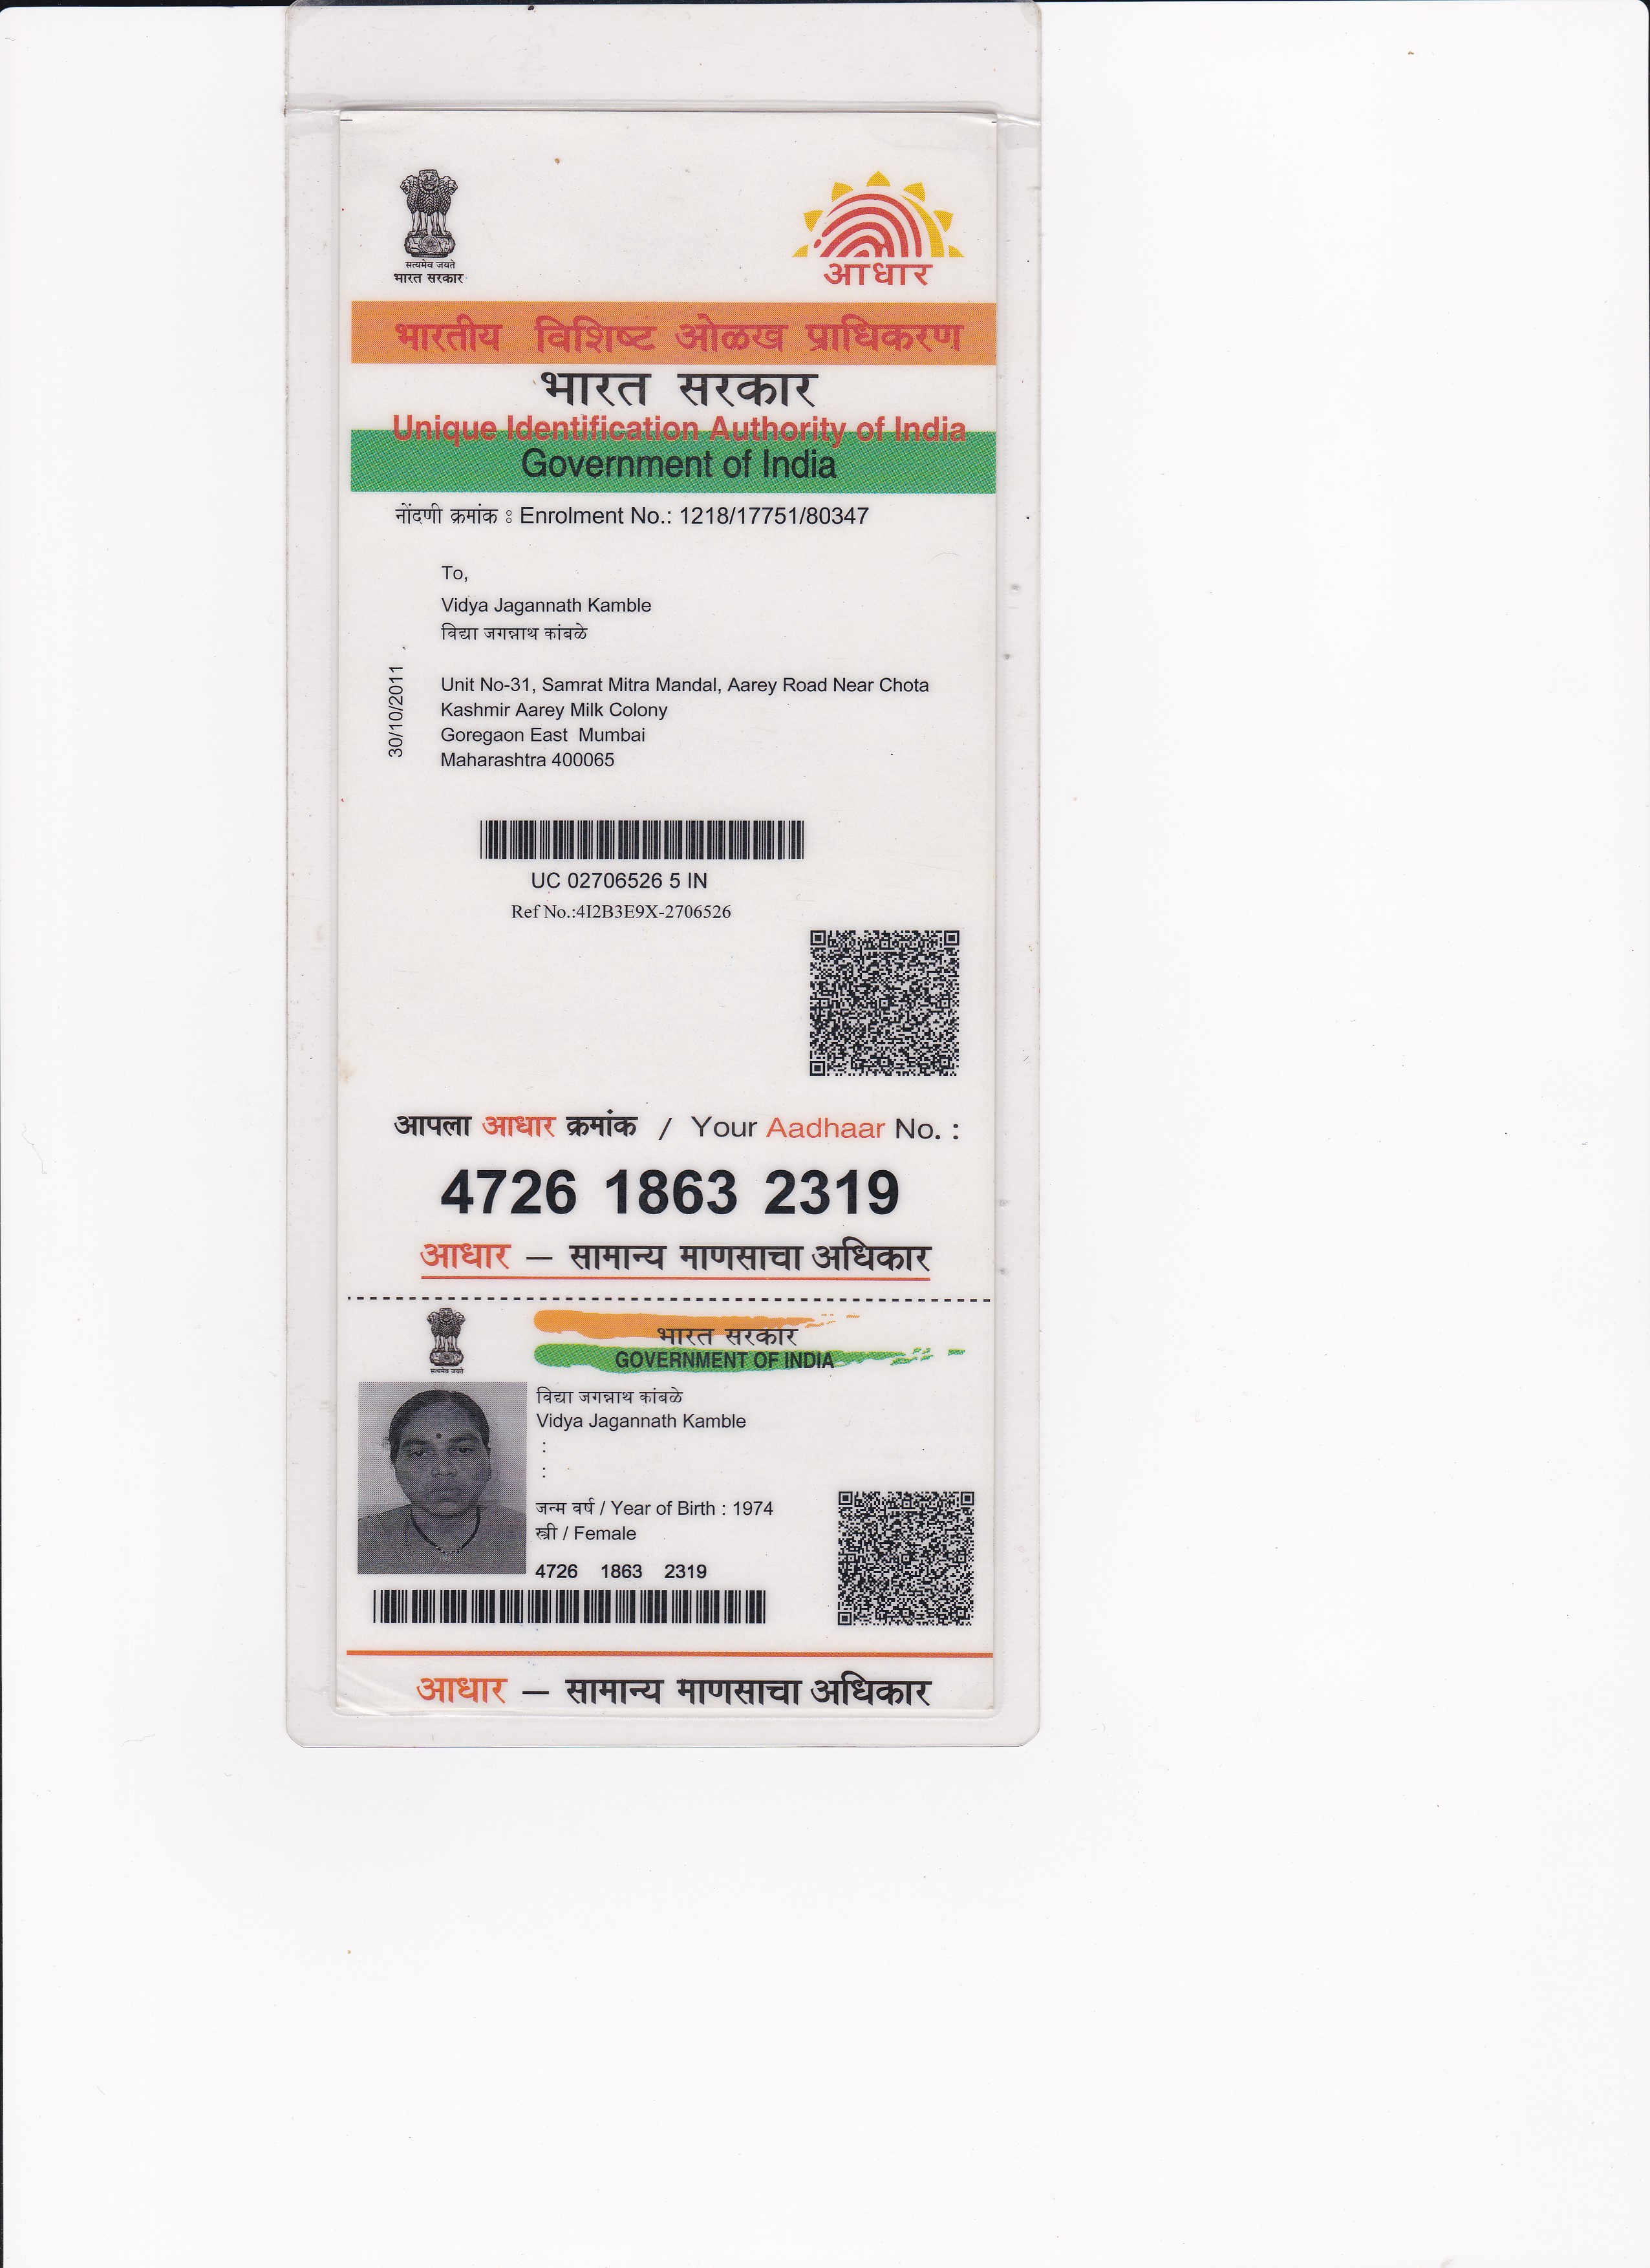 सत्यमेव जयते
भारत सरकार
आधार
भारतीय विशिष्ट ओळख प्राधिकरण
भारत सरकार
Unique Identification Authority of India
Government of India
नोंदणी क्रमांक : Enrolment No.: 1218/17751/80347
To,
Vidya Jagannath Kamble
विद्या जगन्नाथ कांबळे
30/10/2011
Unit No-31, Samrat Mitra Mandal, Aarey Road Near Chota
Kashmir Aarey Milk Colony
Goregaon East Mumbai
Maharashtra 400065
UC 02706526 5 IN
Ref No.:4I2B3E9X-2706526
आपला आधार क्रमांक / Your Aadhaar No. :
4726 1863 2319
आधार – सामान्य माणसाचा अधिकार
सत्यमेव जयते
भारत सरकार
GOVERNMENT OF INDIA
विद्या जगन्नाथ कांबळे
Vidya Jagannath Kamble
:
:
जन्म वर्ष / Year of Birth : 1974
स्त्री / Female
4726 1863 2319
आधार – सामान्य माणसाचा अधिकार